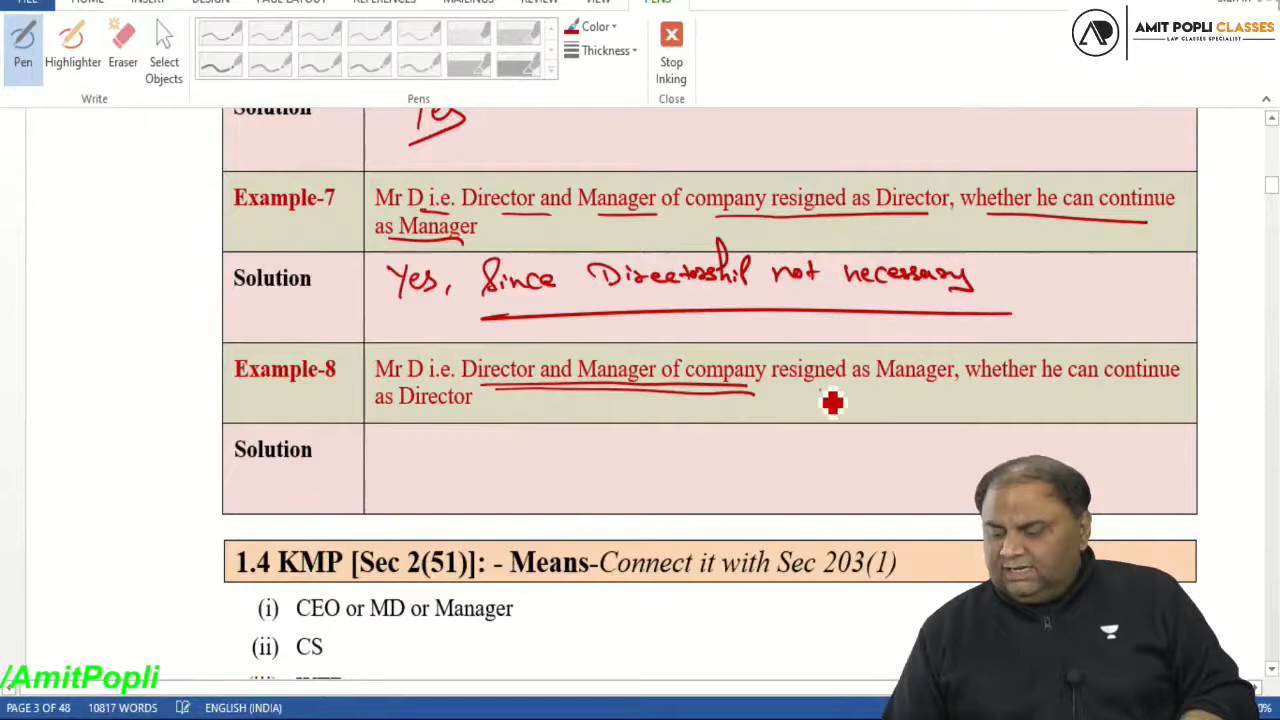 FILE HOME INSERT DESIGN PAGE LAYOUT REFERENCES MAILINGS REVIEW VIEW PENS
Pen Highlighter Eraser Select Objects
Color
Thickness
Stop Inking
Write Pens Close
AMIT POPLI CLASSES
LAW CLASSES SPECIALIST
Solution Yes
Example-7 Mr D i.e. Director and Manager of company resigned as Director, whether he can continue
as Manager
Solution Yes, Since Directorship not necessary
Example-8 Mr D i.e. Director and Manager of company resigned as Manager, whether he can continue
as Director
Solution
1.4 KMP [Sec 2(51)]: - Means-Connect it with Sec 203(1)
(i) CEO or MD or Manager
(ii) CS
/AmitPopli
PAGE 3 OF 48 10817 WORDS ENGLISH (INDIA)